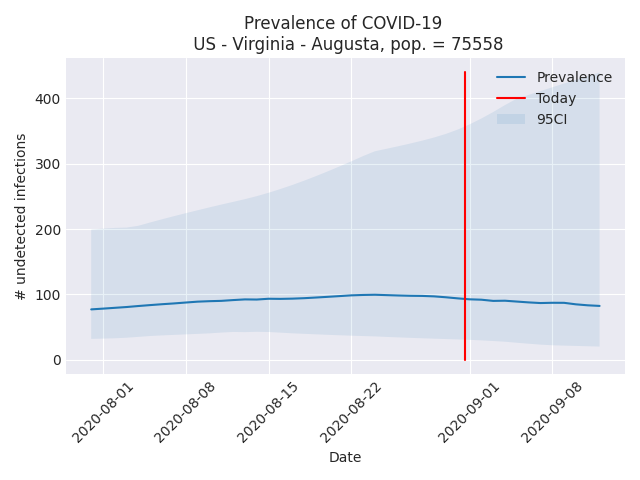 Prevalence of COVID-19
US - Virginia - Augusta, pop. = 75558
Prevalence
Today
95CI
# undetected infections
400
300
200
100
0
2020-08-01
2020-08-08
2020-08-15
2020-08-22
2020-09-01
2020-09-08
Date